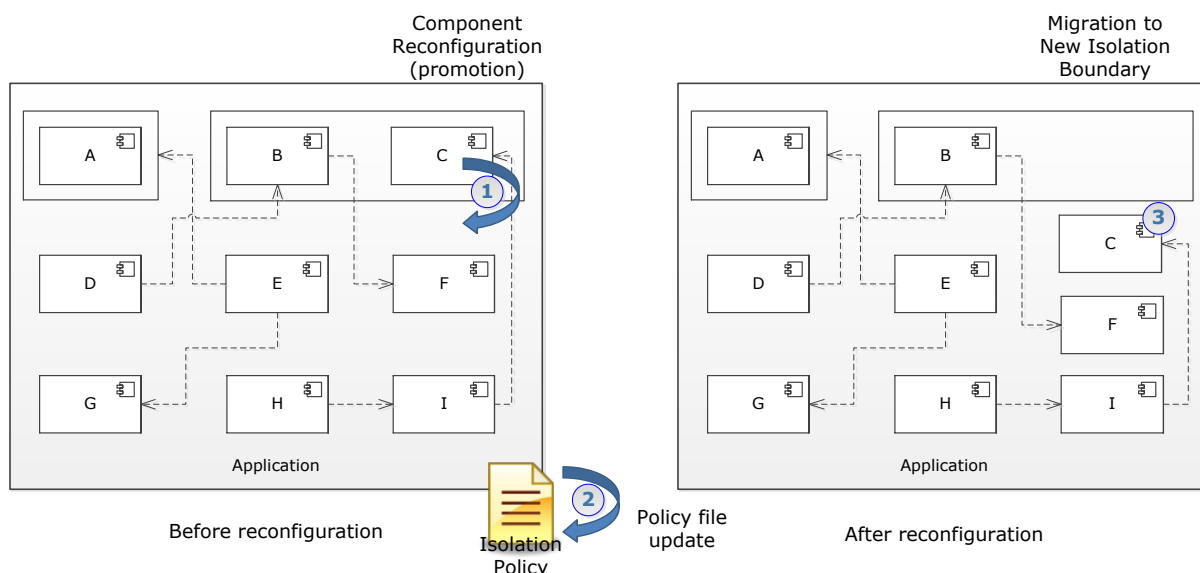 Component
Reconfiguration
(promotion)
Migration to
New Isolation
Boundary
A
B
C
1
D
E
F
G
H
I
Application
Before reconfiguration
Isolation
Policy
2
Policy file
update
A
B
3
C
D
E
F
G
H
I
Application
After reconfiguration